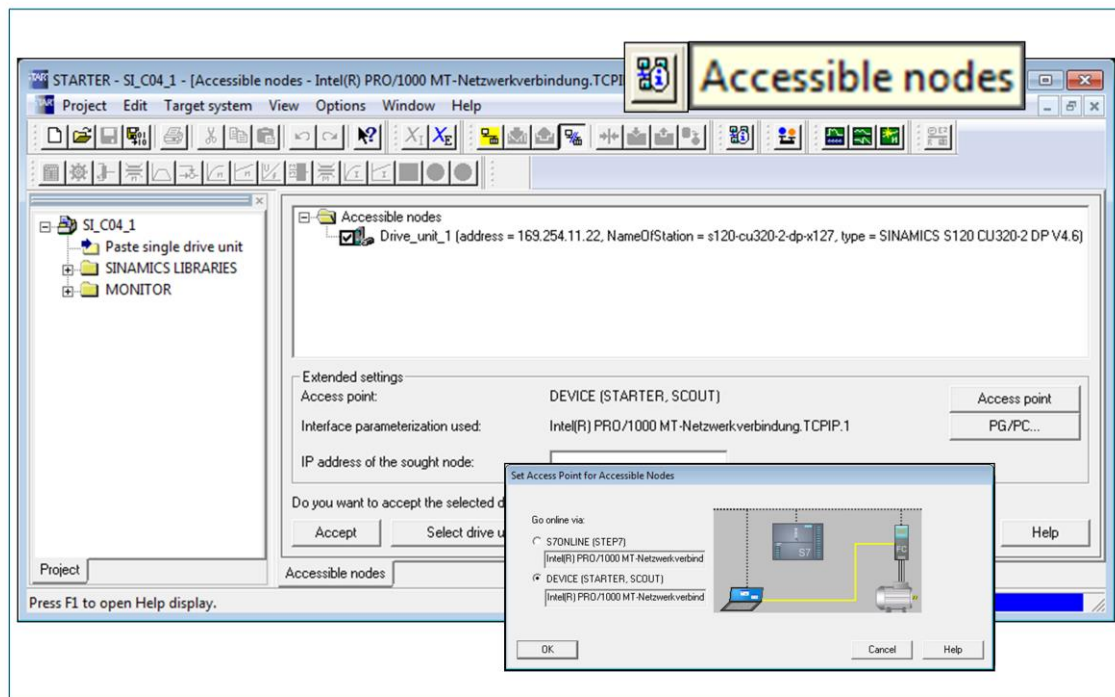 Accessible nodes
STARTER - SI_C04_1 - [Accessible nodes - Intel(R) PRO/1000 MT-Netzwerkverbindung.TCPIP
Project Edit Target system View Options Window Help
SI_C04_1
Paste single drive unit
SINAMICS LIBRARIES
MONITOR
Project
Accessible nodes
Drive_unit_1 (address = 169.254.11.22, NameOfStation = s120-cu320-2-dp-x127, type = SINAMICS S120 CU320-2 DP V4.6)
Extended settings
Access point: DEVICE (STARTER, SCOUT) Access point
Interface parameterization used: Intel(R) PRO/1000 MT-Netzwerkverbindung.TCPIP.1 PG/PC...
IP address of the sought node:
Do you want to accept the selected d
Accept Select drive u Help
Accessible nodes
Set Access Point for Accessible Nodes
Go online via:
S7ONLINE (STEP7)
Intel(R) PRO/1000 MT-Netzwerkverbind
DEVICE (STARTER, SCOUT)
Intel(R) PRO/1000 MT-Netzwerkverbind
S7
FC
OK Cancel Help
Press F1 to open Help display.